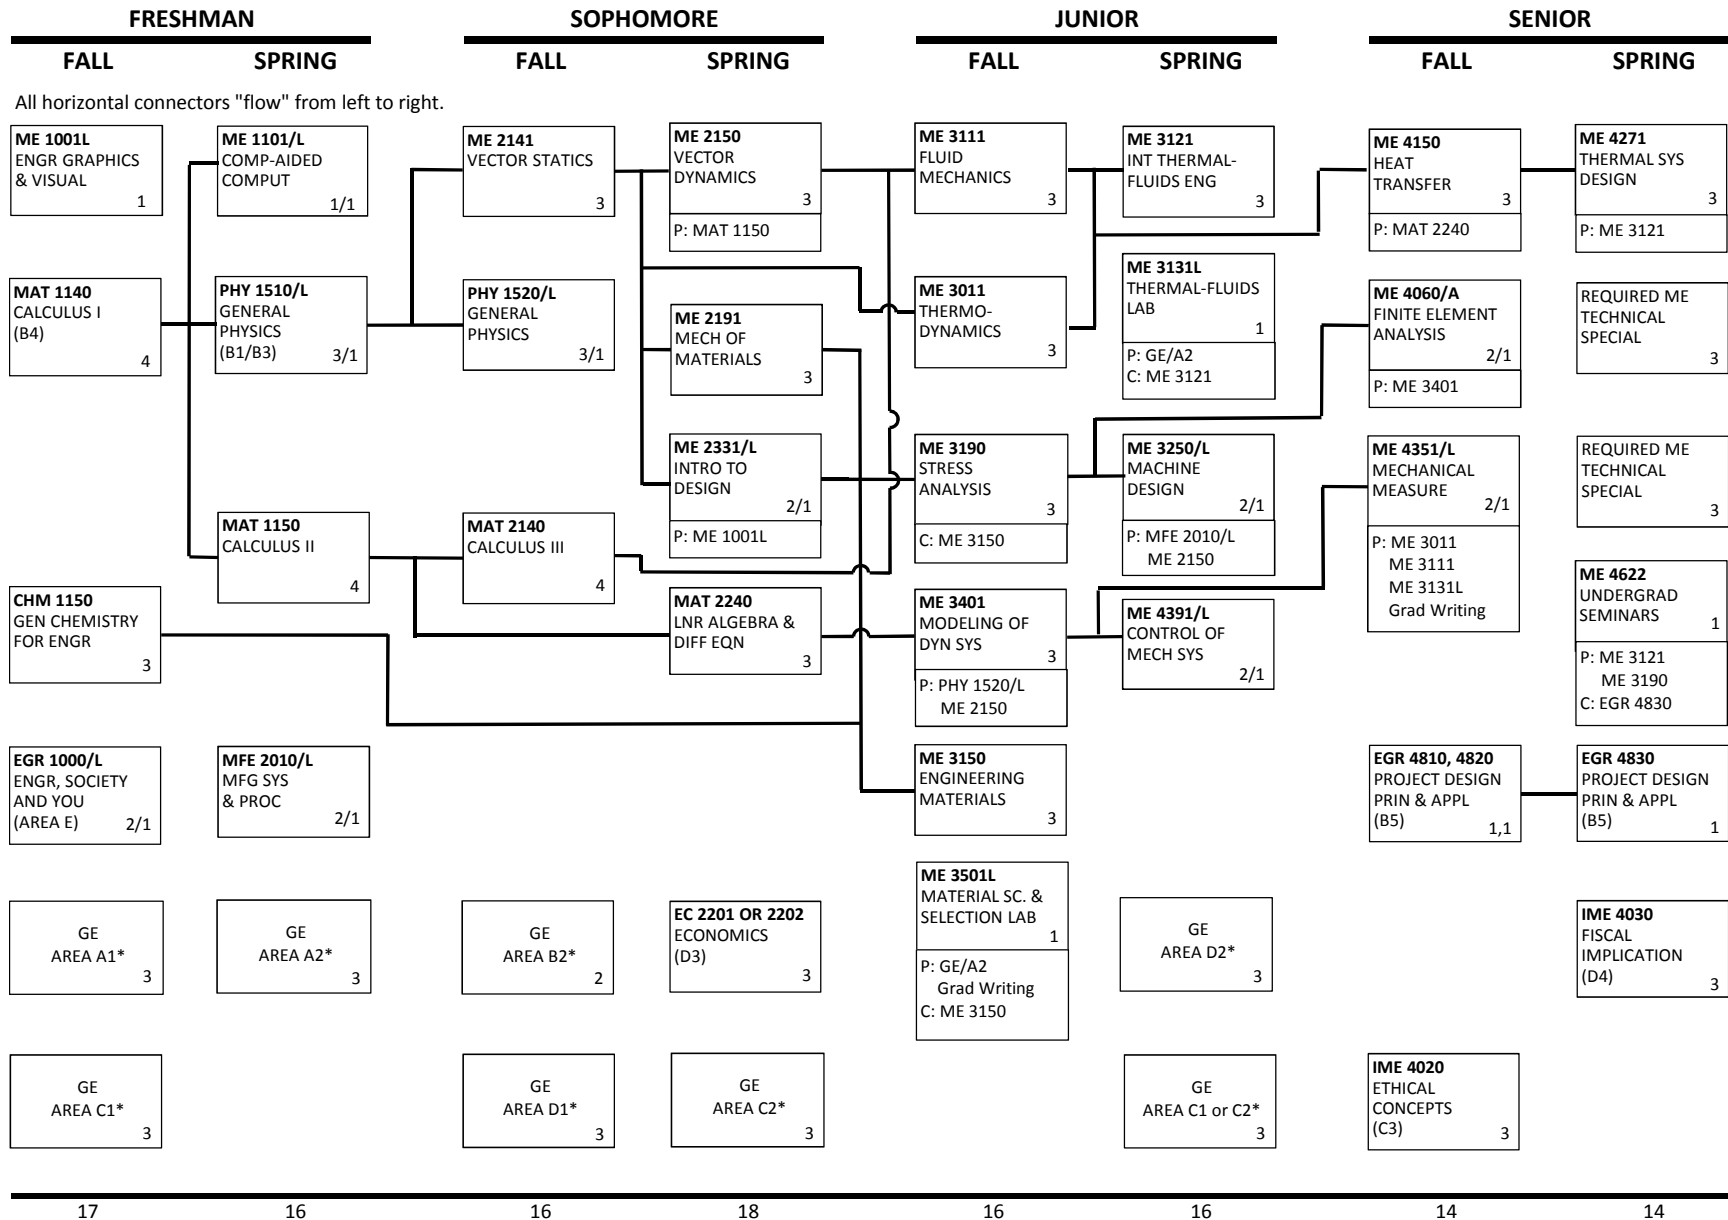 FRESHMAN
SOPHOMORE
JUNIOR
SENIOR
FALL
SPRING
FALL
SPRING
FALL
SPRING
FALL
SPRING
All horizontal connectors "flow" from left to right.
ME 1001L
ENGR GRAPHICS
& VISUAL
1
MAT 1140
CALCULUS I
(B4)
4
CHM 1150
GEN CHEMISTRY
FOR ENGR
3
EGR 1000/L
ENGR, SOCIETY
AND YOU
(AREA E)
2/1
GE
AREA A1*
3
GE
AREA C1*
3
ME 1101/L
COMP-AIDED
COMPUT
1/1
PHY 1510/L
GENERAL
PHYSICS
(B1/B3)
3/1
MAT 1150
CALCULUS II
4
MFE 2010/L
MFG SYS
& PROC
2/1
GE
AREA A2*
3
ME 2141
VECTOR STATICS
3
PHY 1520/L
GENERAL
PHYSICS
3/1
MAT 2140
CALCULUS III
4
GE
AREA B2*
2
GE
AREA D1*
3
ME 2150
VECTOR
DYNAMICS
3
P: MAT 1150
ME 2191
MECH OF
MATERIALS
3
ME 2331/L
INTRO TO
DESIGN
2/1
P: ME 1001L
MAT 2240
LNR ALGEBRA &
DIFF EQN
3
EC 2201 OR 2202
ECONOMICS
(D3)
3
GE
AREA C2*
3
ME 3111
FLUID
MECHANICS
3
ME 3011
THERMO-
DYNAMICS
3
ME 3190
STRESS
ANALYSIS
3
C: ME 3150
ME 3401
MODELING OF
DYN SYS
3
P: PHY 1520/L
ME 2150
ME 3150
ENGINEERING
MATERIALS
3
ME 3501L
MATERIAL SC. &
SELECTION LAB
1
P: GE/A2
Grad Writing
C: ME 3150
ME 3121
INT THERMAL-
FLUIDS ENG
3
ME 3131L
THERMAL-FLUIDS
LAB
1
P: GE/A2
C: ME 3121
ME 3250/L
MACHINE
DESIGN
2/1
P: MFE 2010/L
ME 2150
ME 4391/L
CONTROL OF
MECH SYS
2/1
GE
AREA D2*
3
GE
AREA C1 or C2*
3
ME 4150
HEAT
TRANSFER
3
P: MAT 2240
ME 4060/A
FINITE ELEMENT
ANALYSIS
2/1
P: ME 3401
ME 4351/L
MECHANICAL
MEASURE
2/1
P: ME 3011
ME 3111
ME 3131L
Grad Writing
EGR 4810, 4820
PROJECT DESIGN
PRIN & APPL
(B5)
1,1
IME 4020
ETHICAL
CONCEPTS
(C3)
3
ME 4271
THERMAL SYS
DESIGN
3
P: ME 3121
REQUIRED ME
TECHNICAL
SPECIAL
3
REQUIRED ME
TECHNICAL
SPECIAL
3
ME 4622
UNDERGRAD
SEMINARS
1
P: ME 3121
ME 3190
C: EGR 4830
EGR 4830
PROJECT DESIGN
PRIN & APPL
(B5)
1
IME 4030
FISCAL
IMPLICATION
(D4)
3
17
16
16
18
16
16
14
14